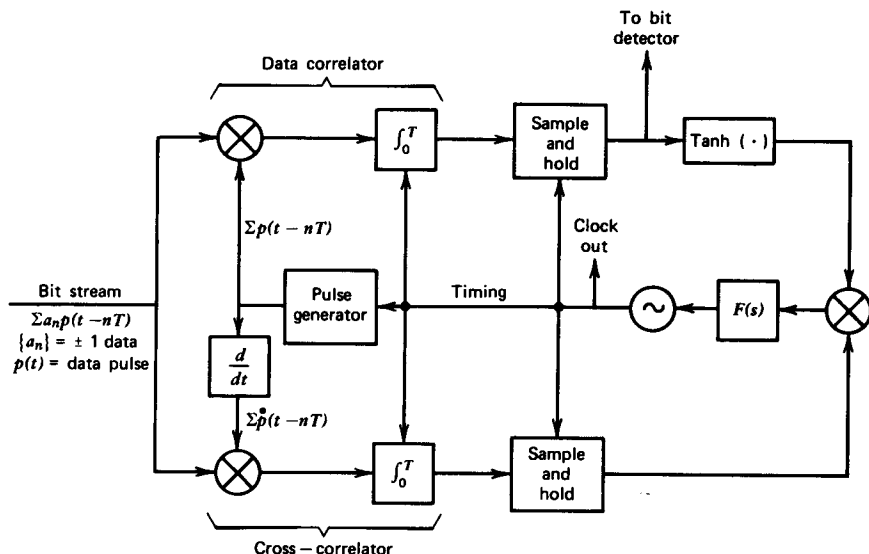 To bit
detector
Data correlator
∫₀ᵀ
Sample
and
hold
Tanh (·)
Σp(t − nT)
Clock
out
Bit stream
Σaₙp(t − nT)
{aₙ} = ± 1 data
p(t) = data pulse
Pulse
generator
Timing
~
F(s)
d
dt
Σṗ(t − nT)
∫₀ᵀ
Sample
and
hold
Cross – correlator